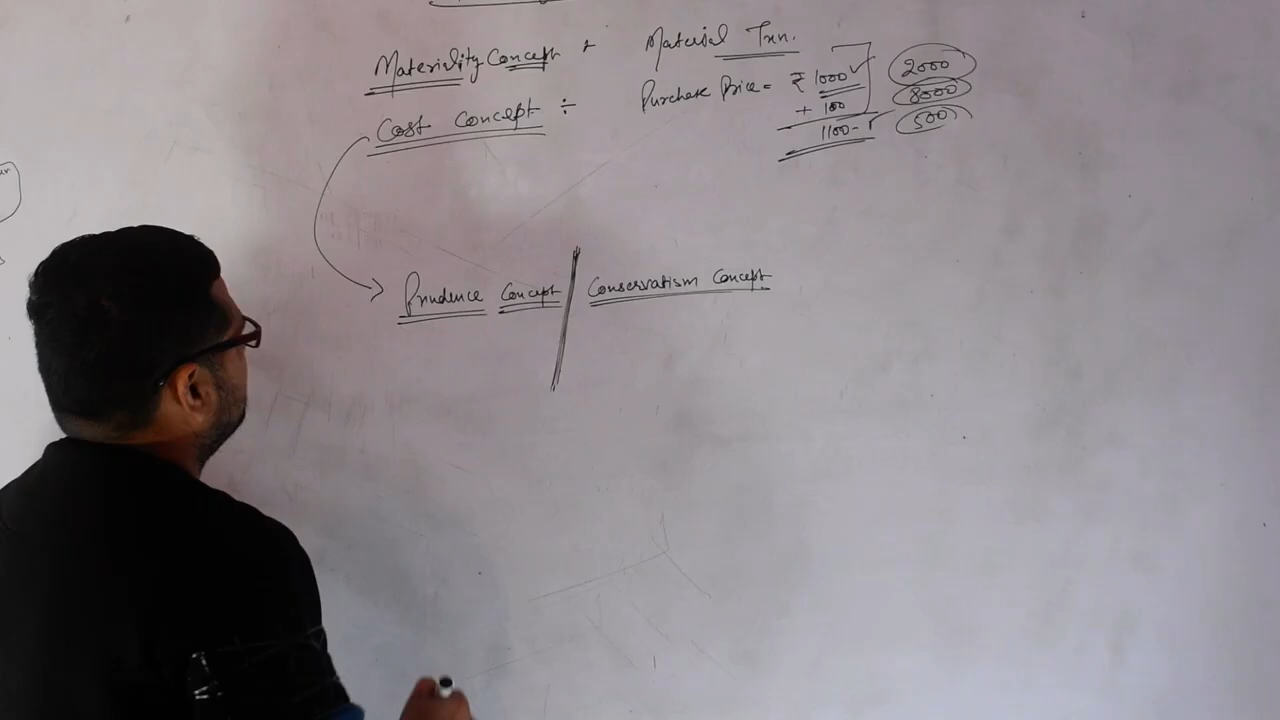 Materiality Concept : Material Txn.
Cost Concept ÷ Purchase Price = ₹ 1000 ✓ 2000
+ 100 8000
1100 - 500
Prudence Concept / Conservatism Concept